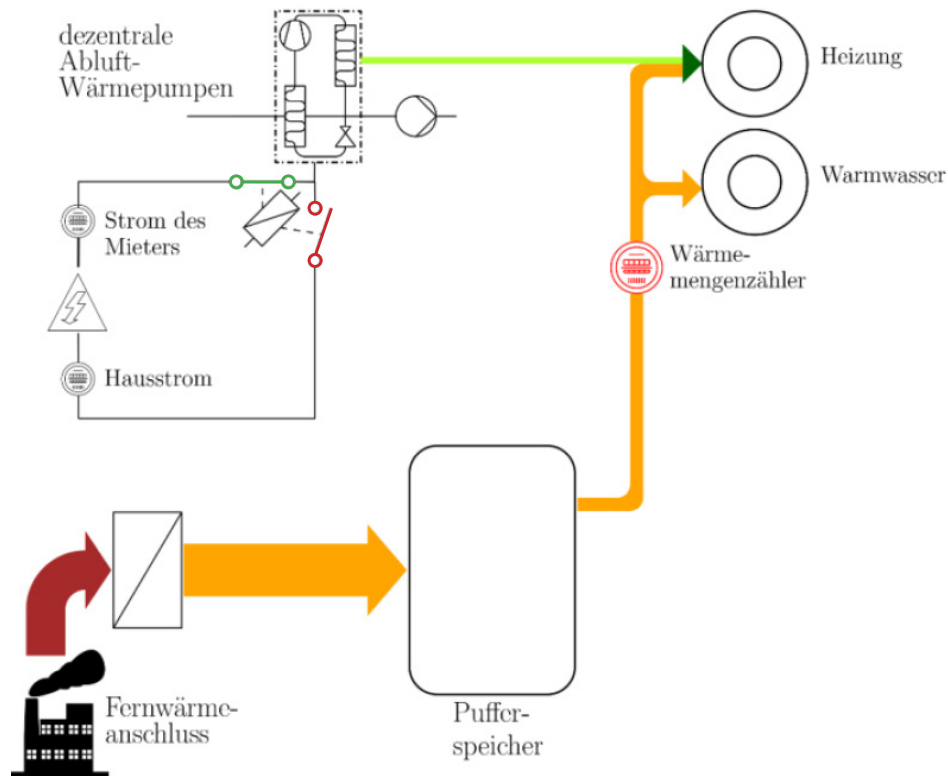 dezentrale
Abluft-
Wärmepumpen
Heizung
Warmwasser
Strom des
Mieters
Wärme-
mengenzähler
Hausstrom
Fernwärme-
anschluss
Puffer-
speicher